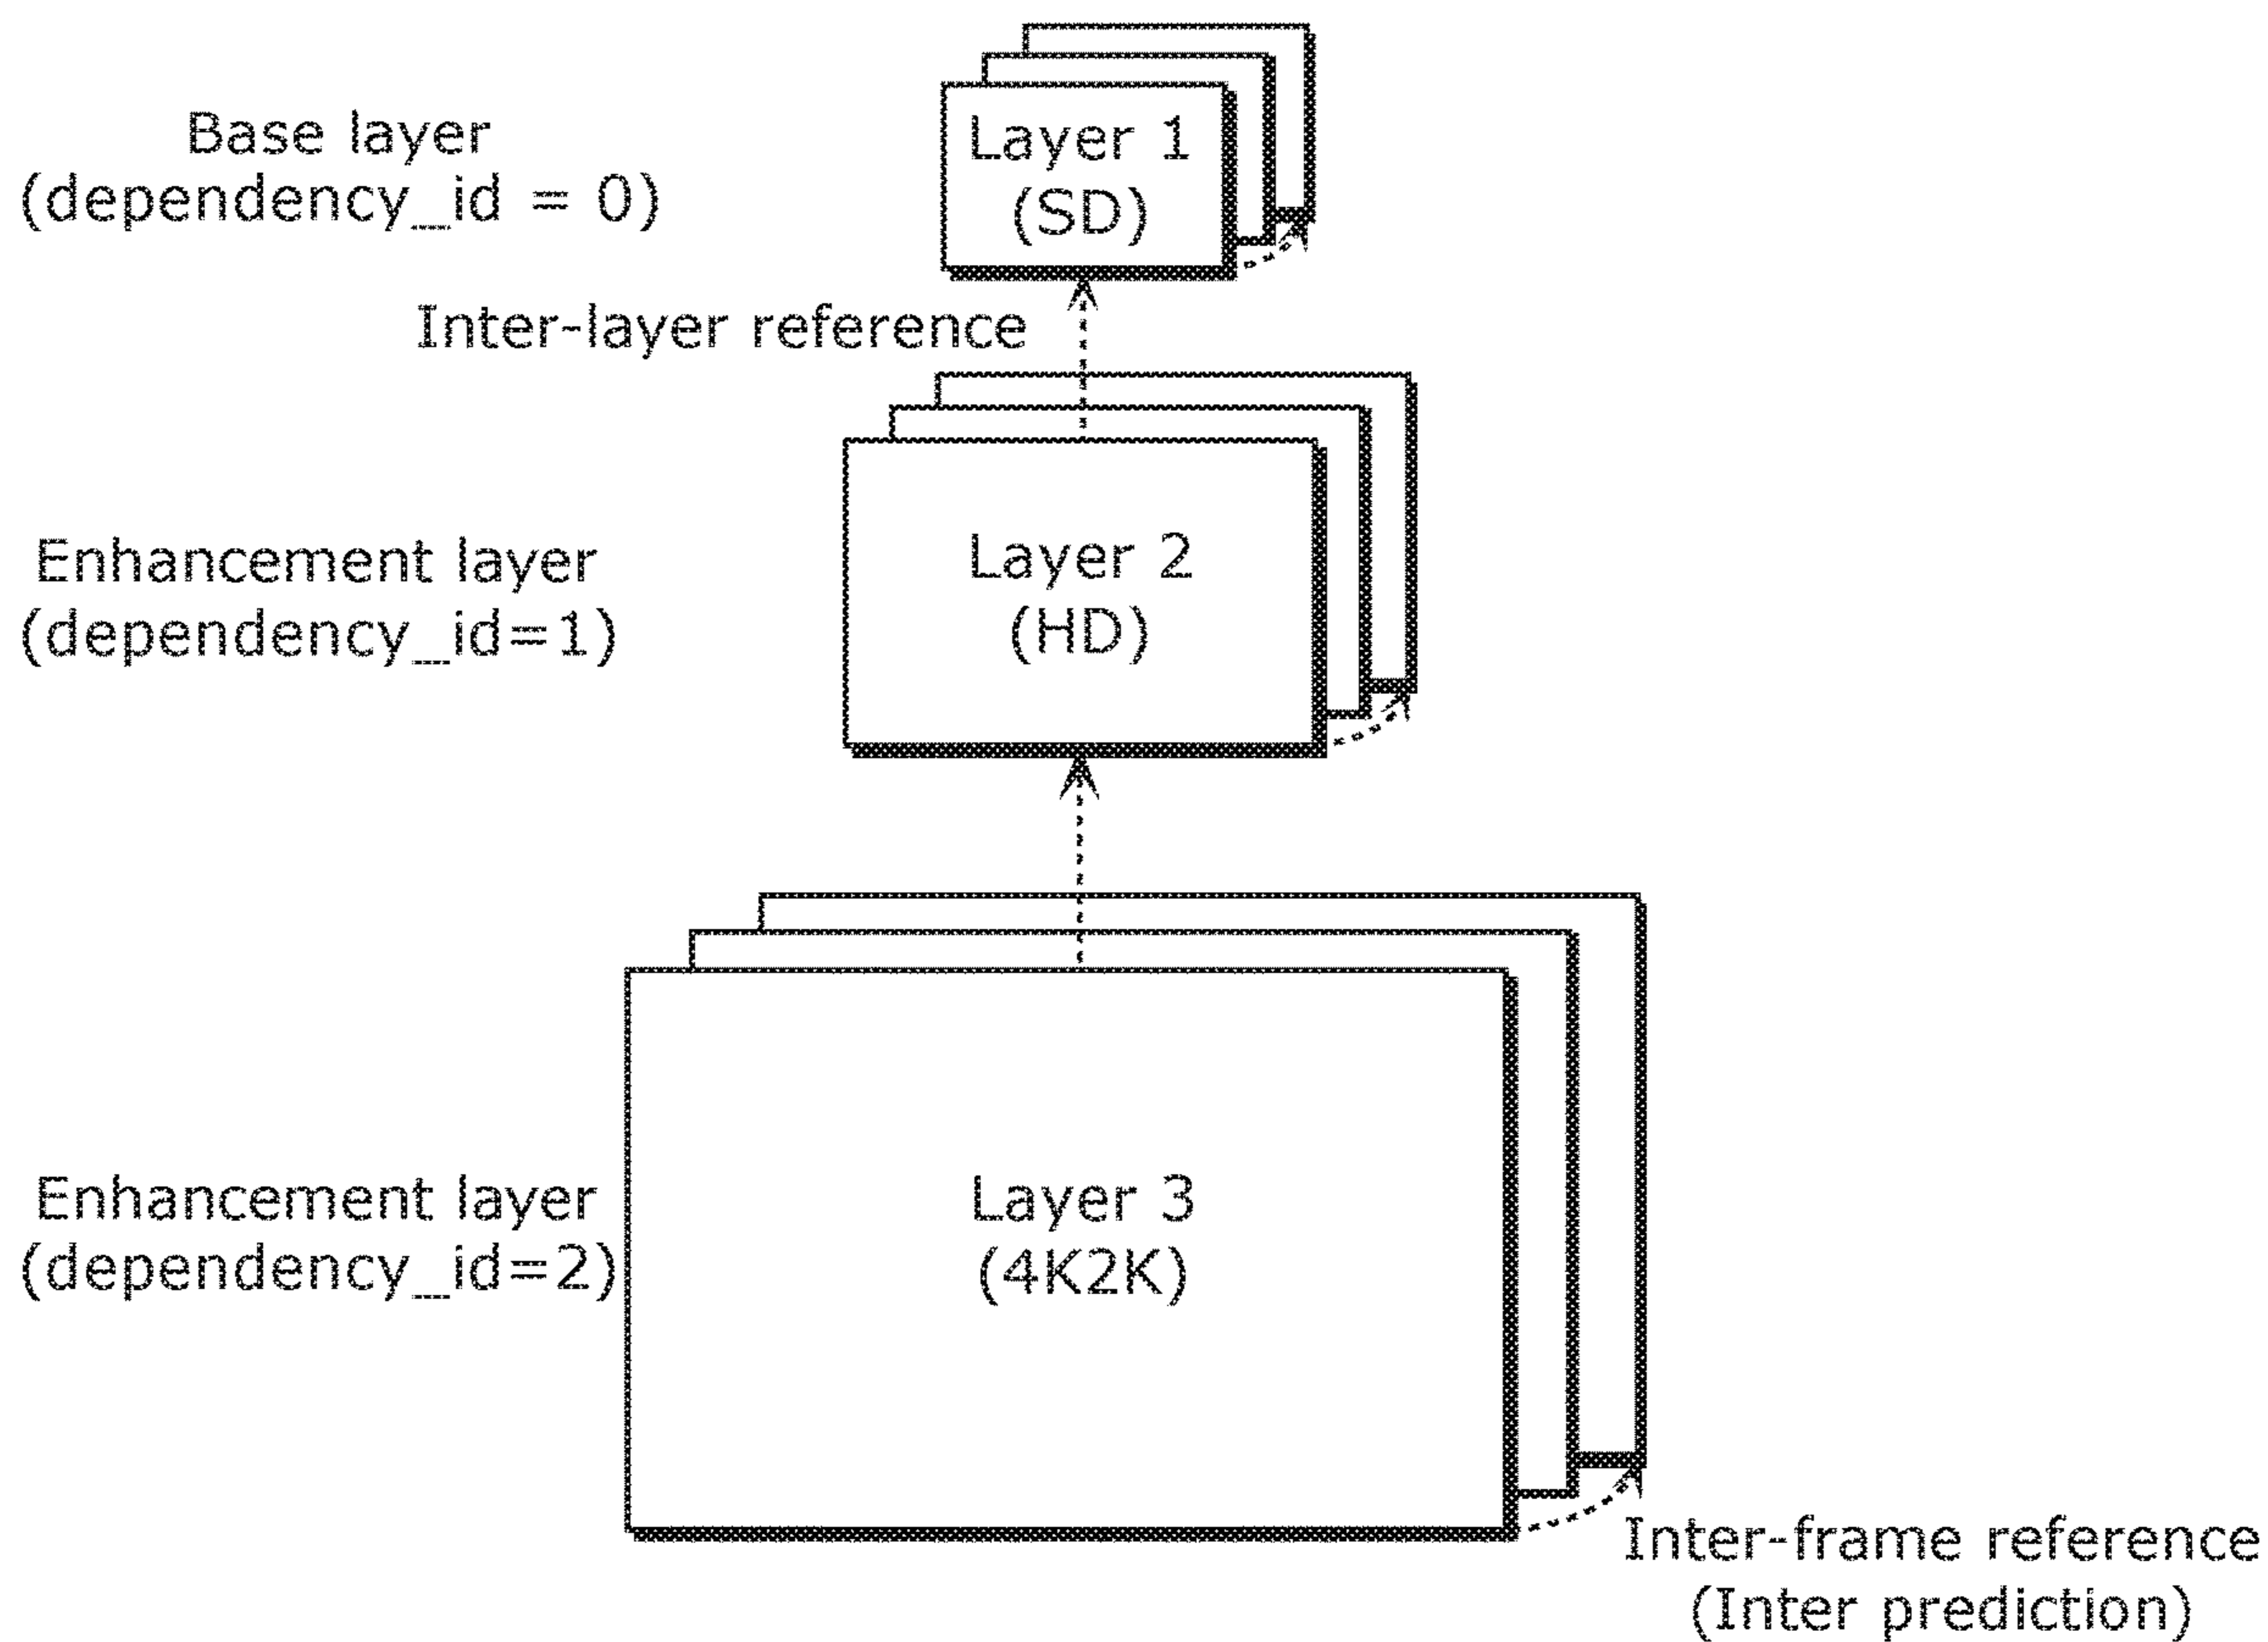 Base layer
(dependency_id = 0)
Layer 1
(SD)
Inter-layer reference
Enhancement layer
(dependency_id=1)
Layer 2
(HD)
Enhancement layer
(dependency_id=2)
Layer 3
(4K2K)
Inter-frame reference
(Inter prediction)